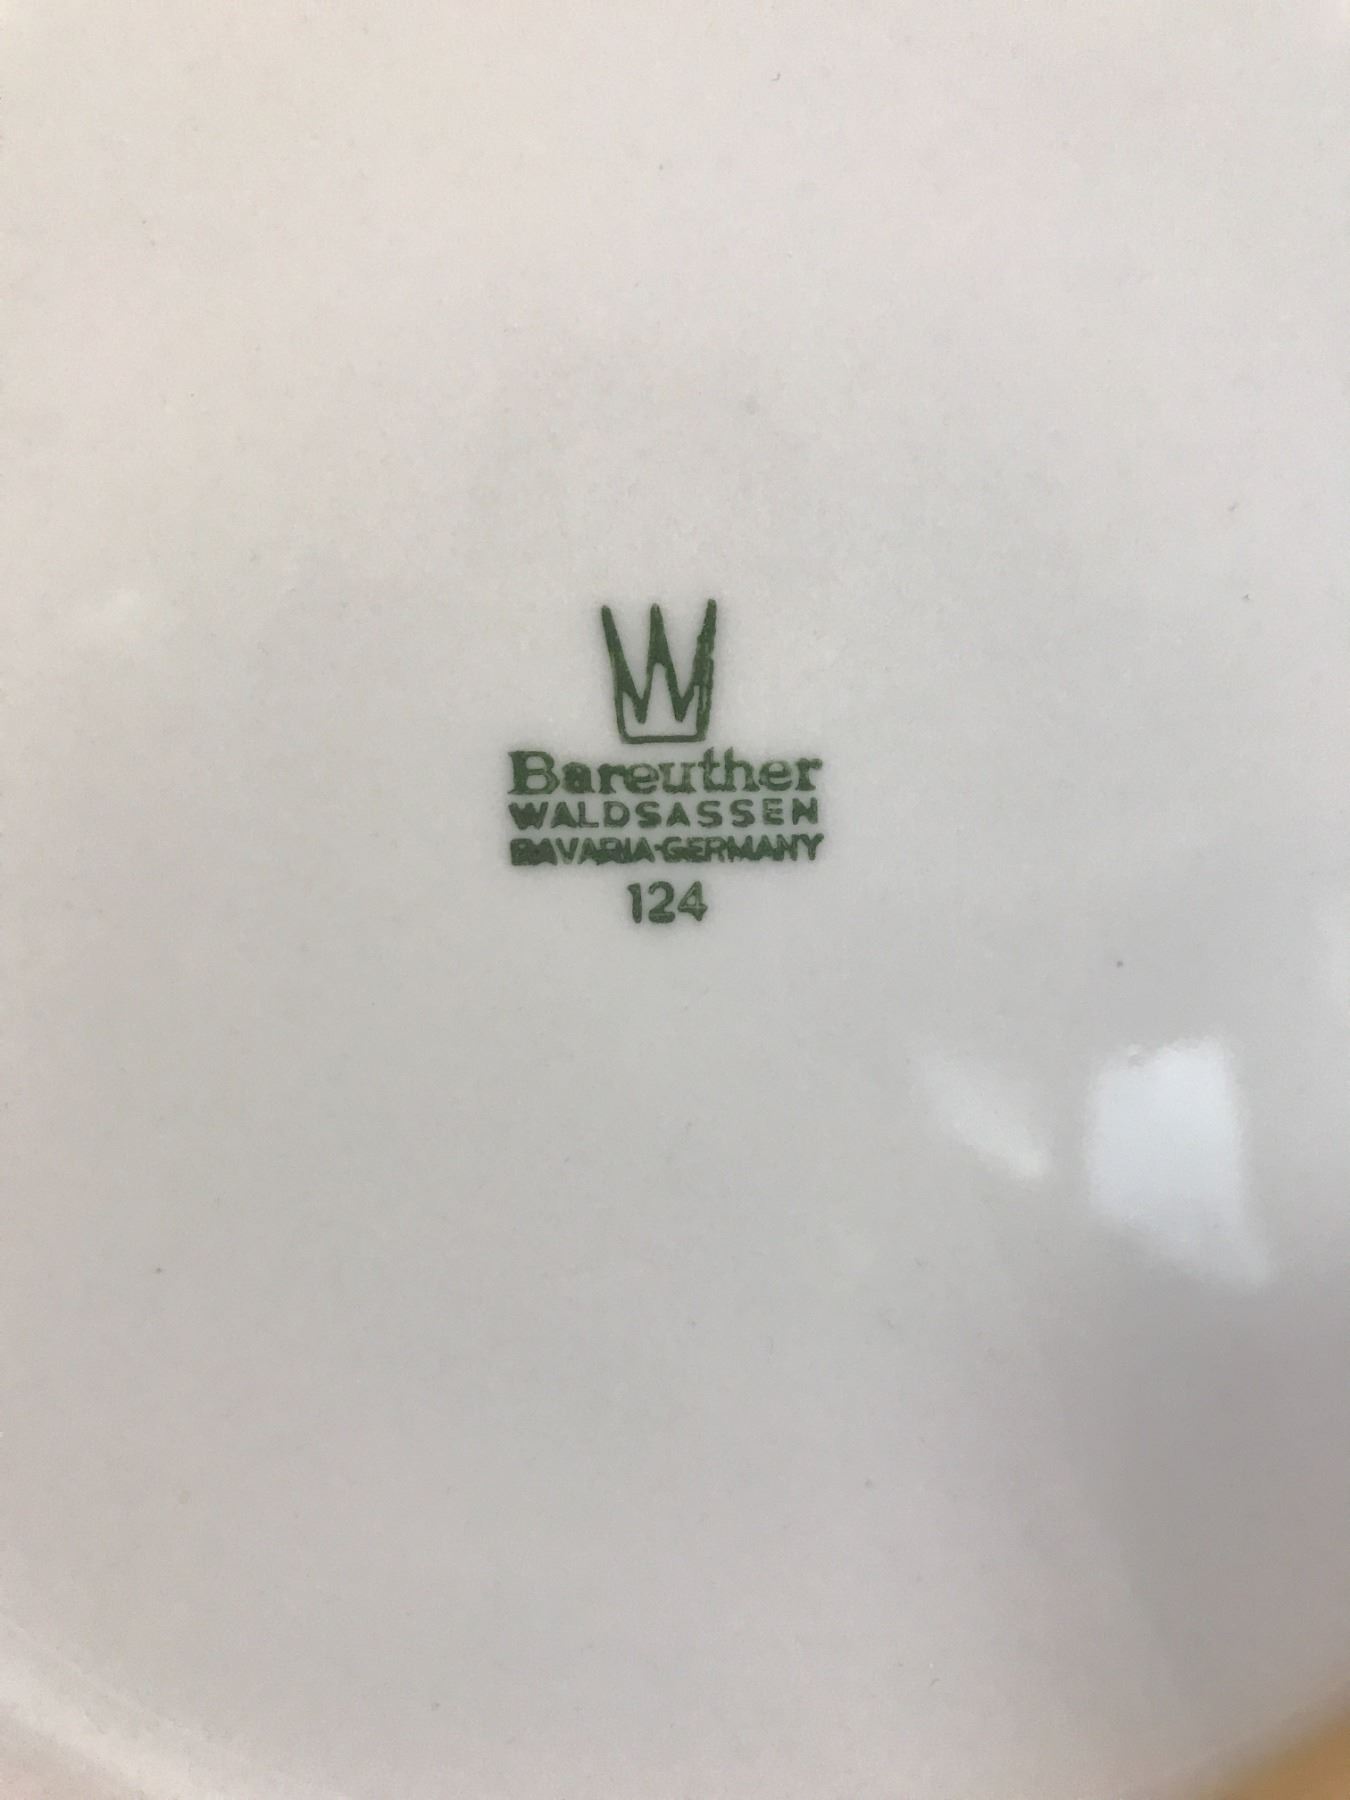 W
Bareuther
WALDSASSEN
BAVARIA-GERMANY
124